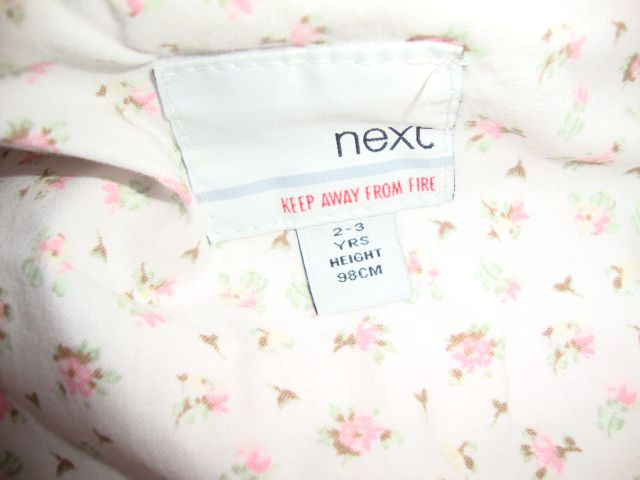 next
KEEP AWAY FROM FIRE
2-3
YRS
HEIGHT
98CM